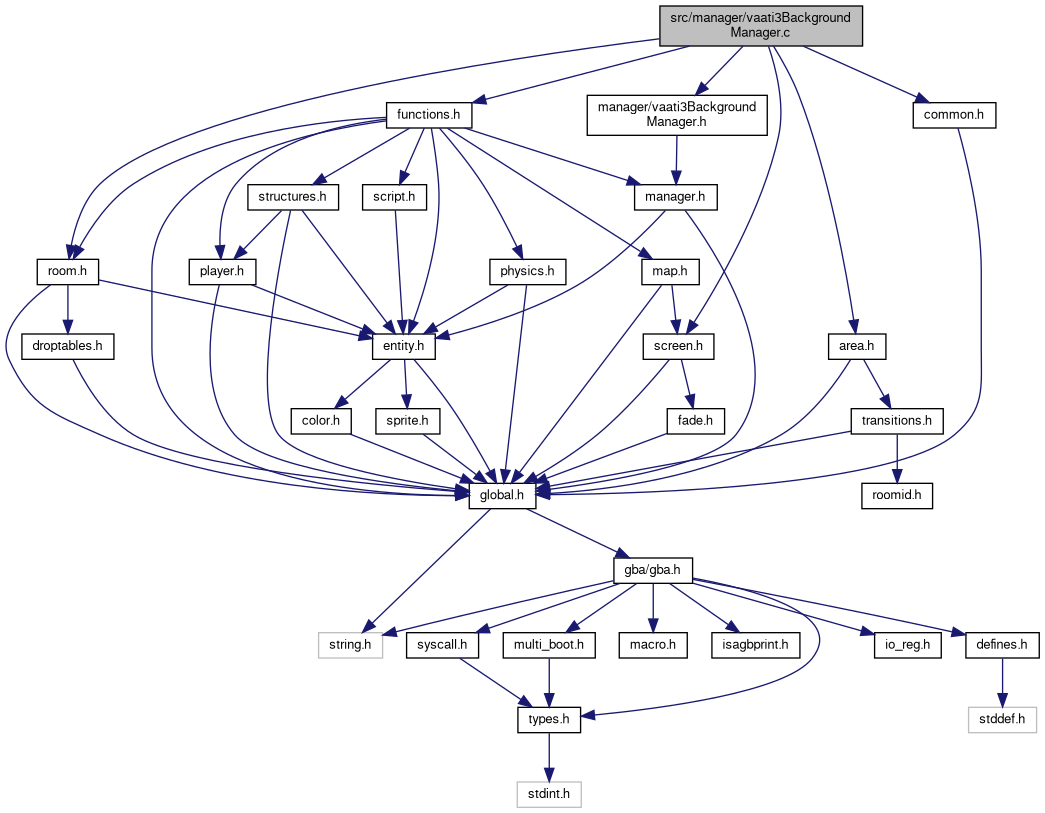 src/manager/vaati3Background
Manager.c
functions.h
manager/vaati3Background
Manager.h
common.h
structures.h
script.h
manager.h
room.h
player.h
physics.h
map.h
droptables.h
entity.h
screen.h
area.h
color.h
sprite.h
fade.h
transitions.h
global.h
roomid.h
gba/gba.h
string.h
syscall.h
multi_boot.h
macro.h
isagbprint.h
io_reg.h
defines.h
types.h
stddef.h
stdint.h